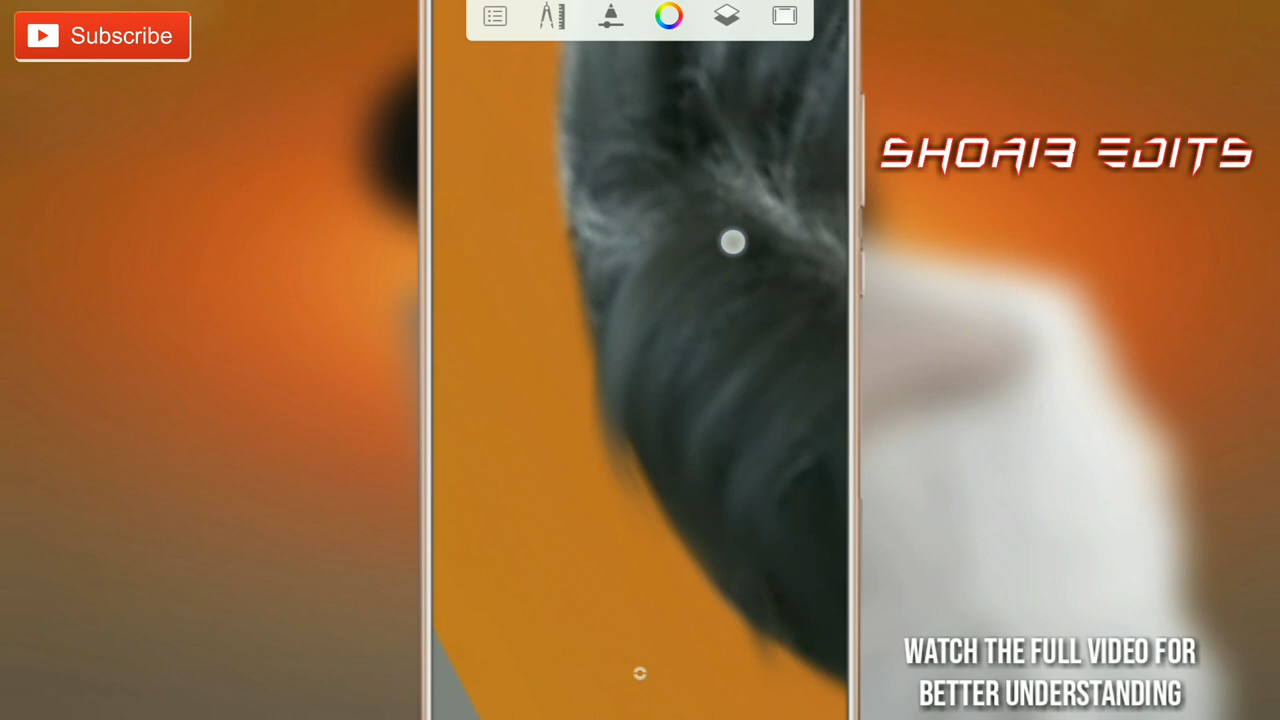 Subscribe
SHOAIB EDITS
WATCH THE FULL VIDEO FOR
BETTER UNDERSTANDING